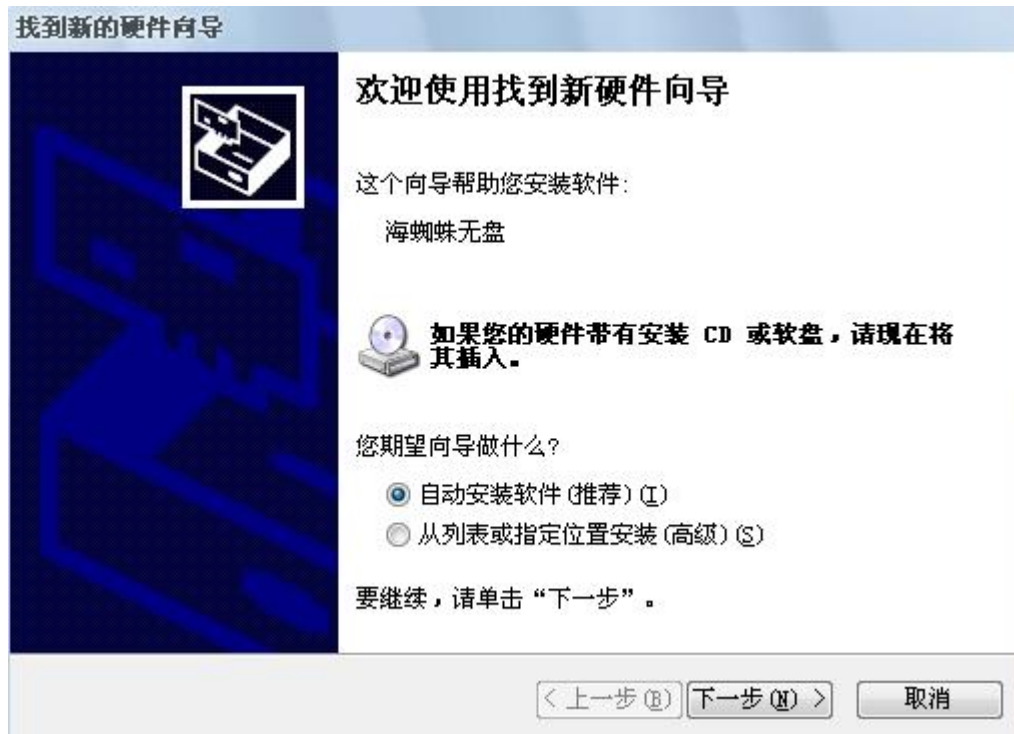 找到新的硬件向导
欢迎使用找到新硬件向导
这个向导帮助您安装软件:
海蜘蛛无盘
如果您的硬件带有安装 CD 或软盘，请现在将
其插入。
您期望向导做什么?
自动安装软件(推荐)(I)
从列表或指定位置安装(高级)(S)
要继续，请单击“下一步”。
< 上一步(B) 下一步(N) > 取消